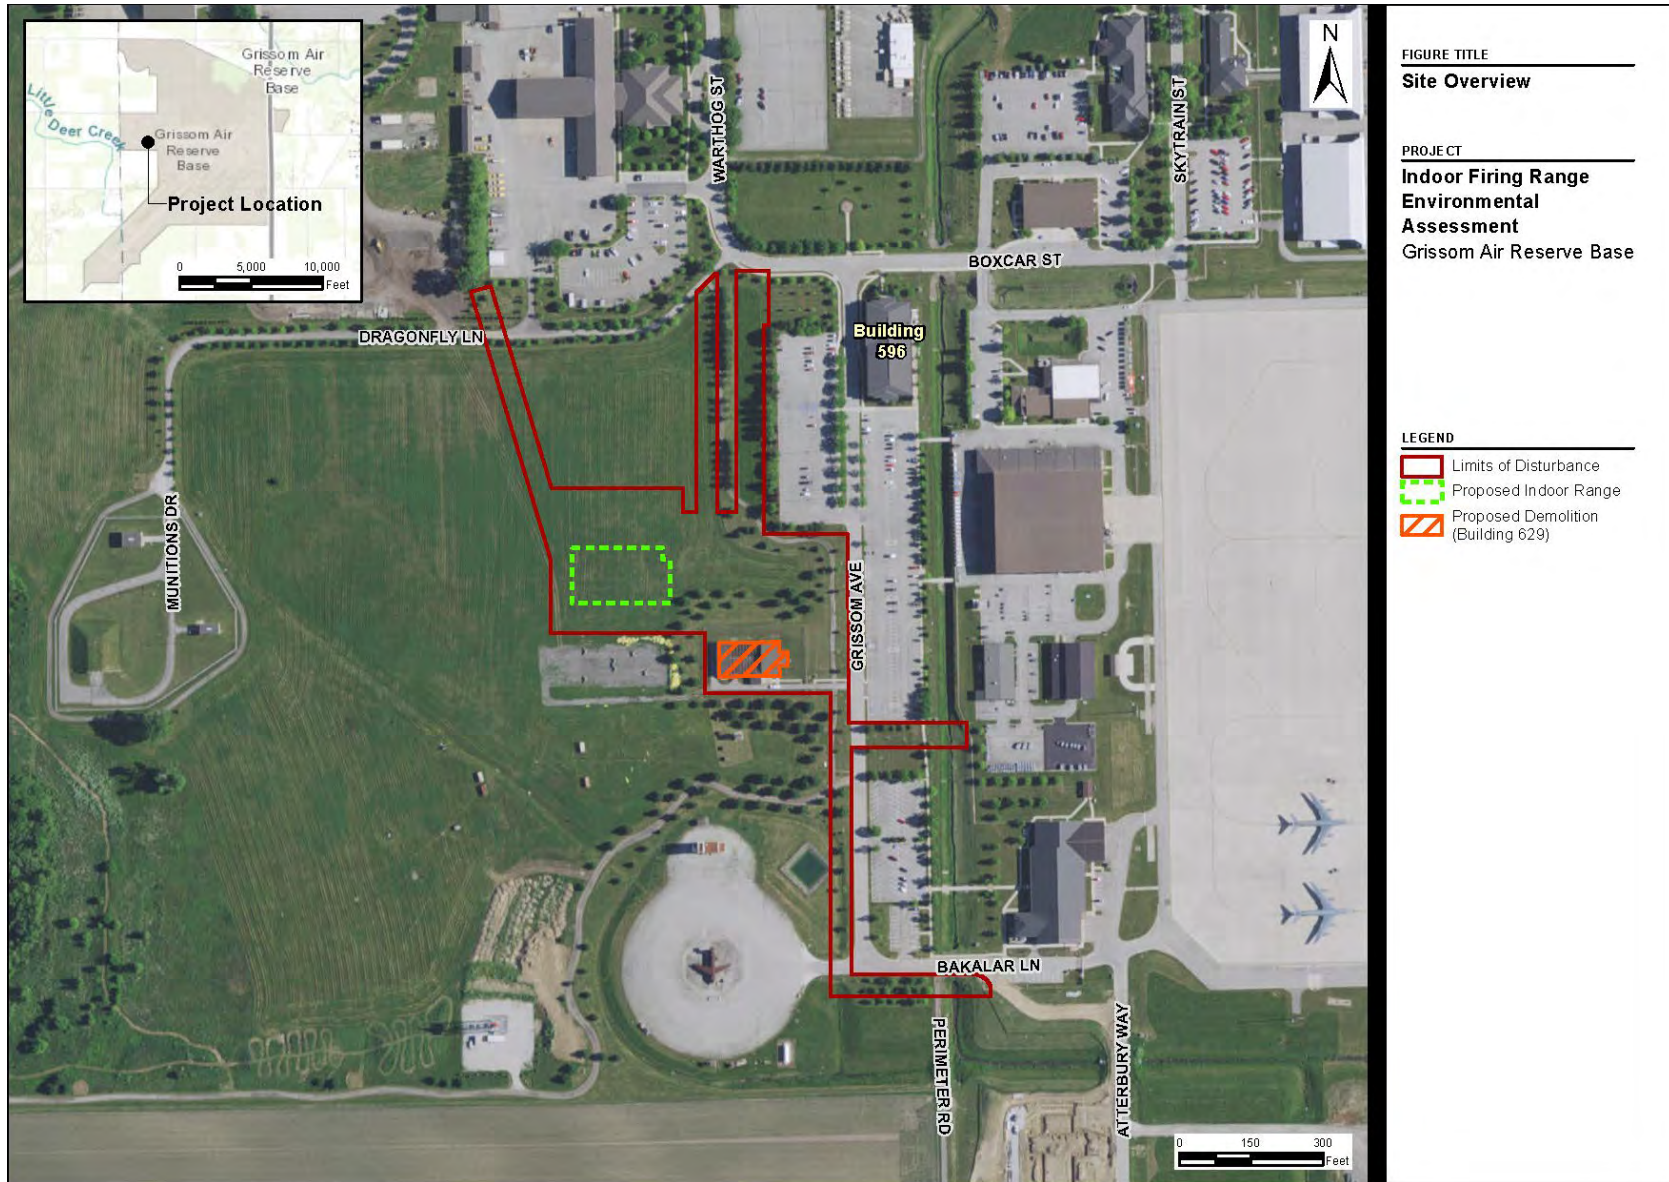 Grissom Air
Reserve
Base
Little
Deer Creek
Grissom Air
Reserve
Base
Project Location
0 5,000 10,000
Feet
N
WARTHOG ST
SKYTRAIN ST
BOXCAR ST
DRAGONFLY LN
Building
596
MUNITIONS DR
GRISSOM AVE
BAKALAR LN
PERIMETER RD
ATTERBURY WAY
0 150 300
Feet
FIGURE TITLE
Site Overview
PROJECT
Indoor Firing Range
Environmental
Assessment
Grissom Air Reserve Base
LEGEND
Limits of Disturbance
Proposed Indoor Range
Proposed Demolition
(Building 629)